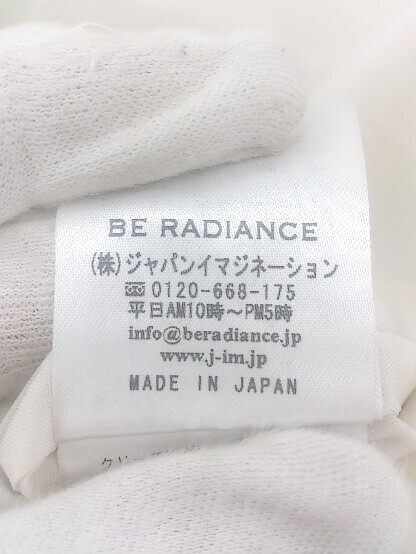 BE RADIANCE
(株)ジャパンイマジネーション
0120-668-175
平日AM10時〜PM5時
info@beradiance.jp
www.j-im.jp
MADE IN JAPAN